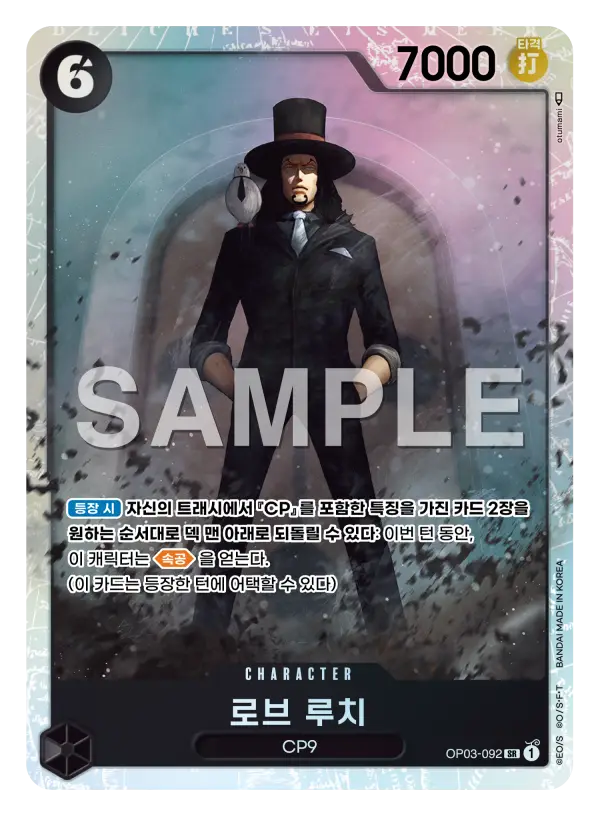 6
7000
타격
打
otumami
SAMPLE
등장 시 자신의 트래시에서 『CP』를 포함한 특징을 가진 카드 2장을
원하는 순서대로 덱 맨 아래로 되돌릴 수 있다: 이번 턴 동안,
이 캐릭터는 속공 을 얻는다.
(이 카드는 등장한 턴에 어택할 수 있다)
©EO/S ©O/S·F·T BANDAI MADE IN KOREA
CHARACTER
로브 루치
CP9
OP03-092 SR 1